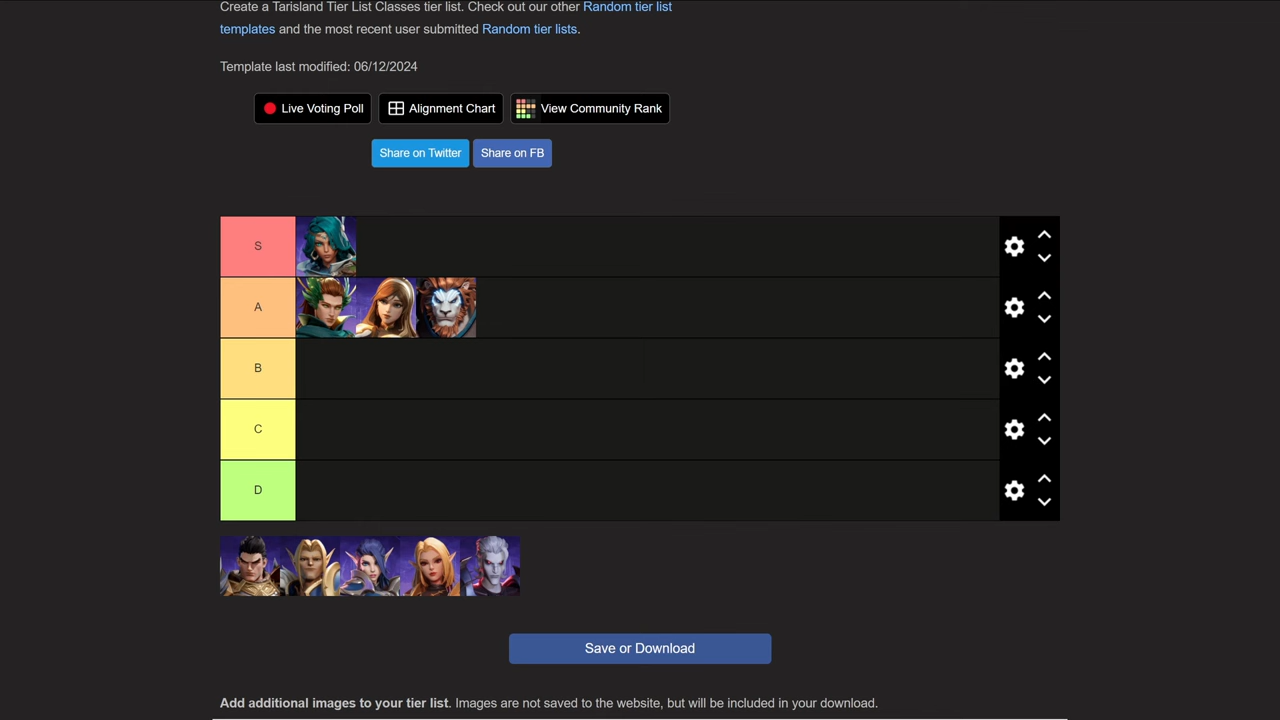 Create a Tarisland Tier List Classes tier list. Check out our other Random tier list
templates and the most recent user submitted Random tier lists.
Template last modified: 06/12/2024
Live Voting Poll
Alignment Chart
View Community Rank
Share on Twitter
Share on FB
S
A
B
C
D
Save or Download
Add additional images to your tier list. Images are not saved to the website, but will be included in your download.